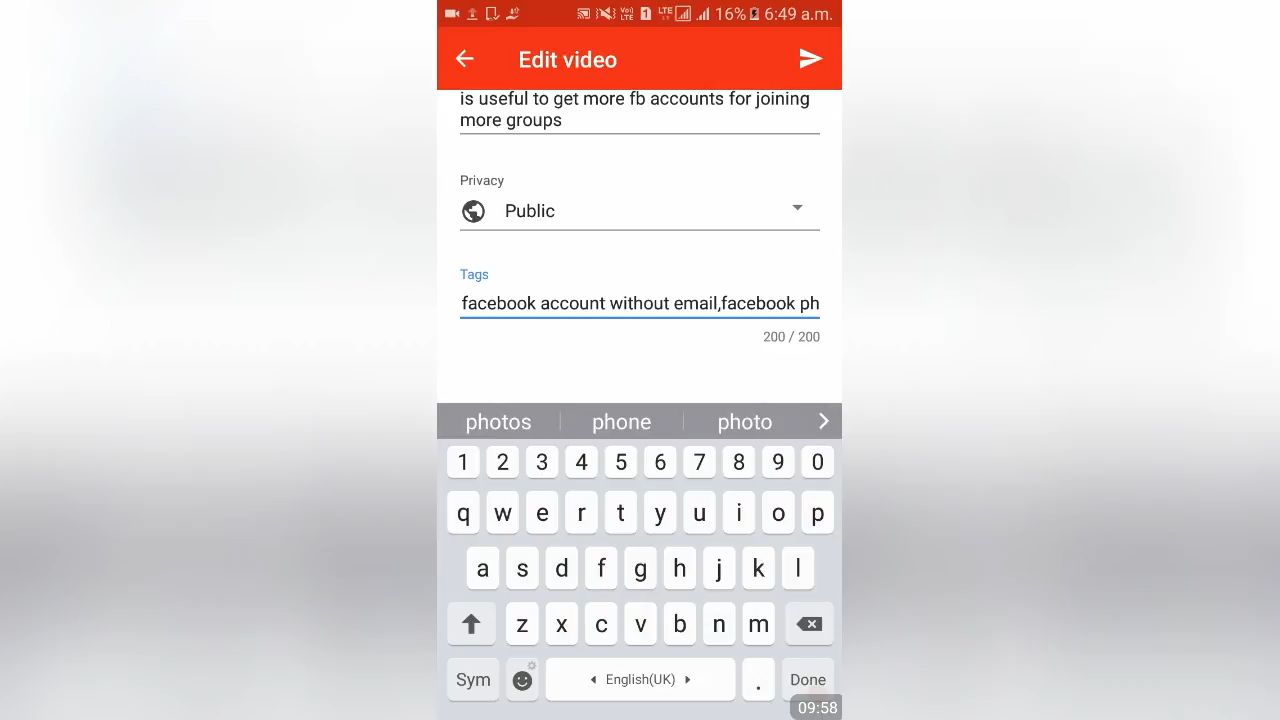 1 LTE 16% 6:49 a.m.
Edit video
is useful to get more fb accounts for joining
more groups
Privacy
Public
Tags
facebook account without email,facebook ph
200 / 200
photos phone photo
1 2 3 4 5 6 7 8 9 0
q w e r t y u i o p
a s d f g h j k l
z x c v b n m
Sym English(UK) . Done
09:58